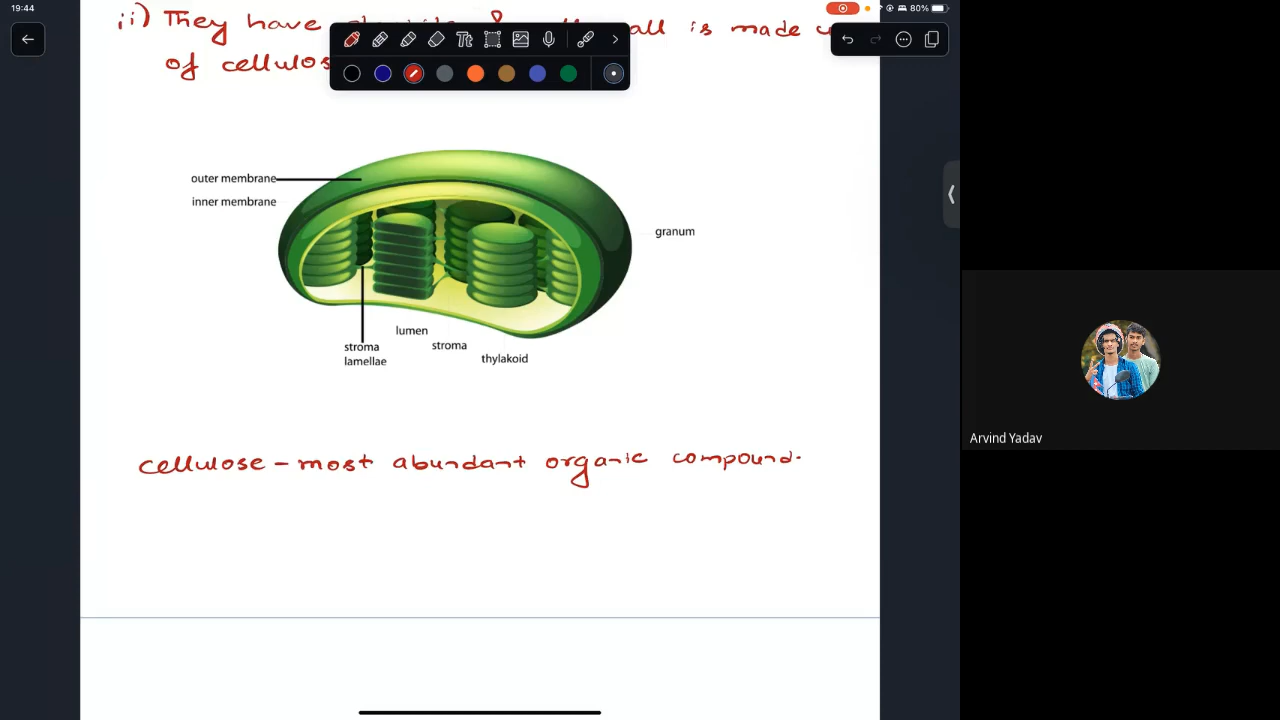 19:44
80%
ii) They have
all is made
of cellulos
Tt
outer membrane
inner membrane
granum
lumen
stroma
stroma
lamellae
thylakoid
cellulose - most abundant organic compound.
Arvind Yadav